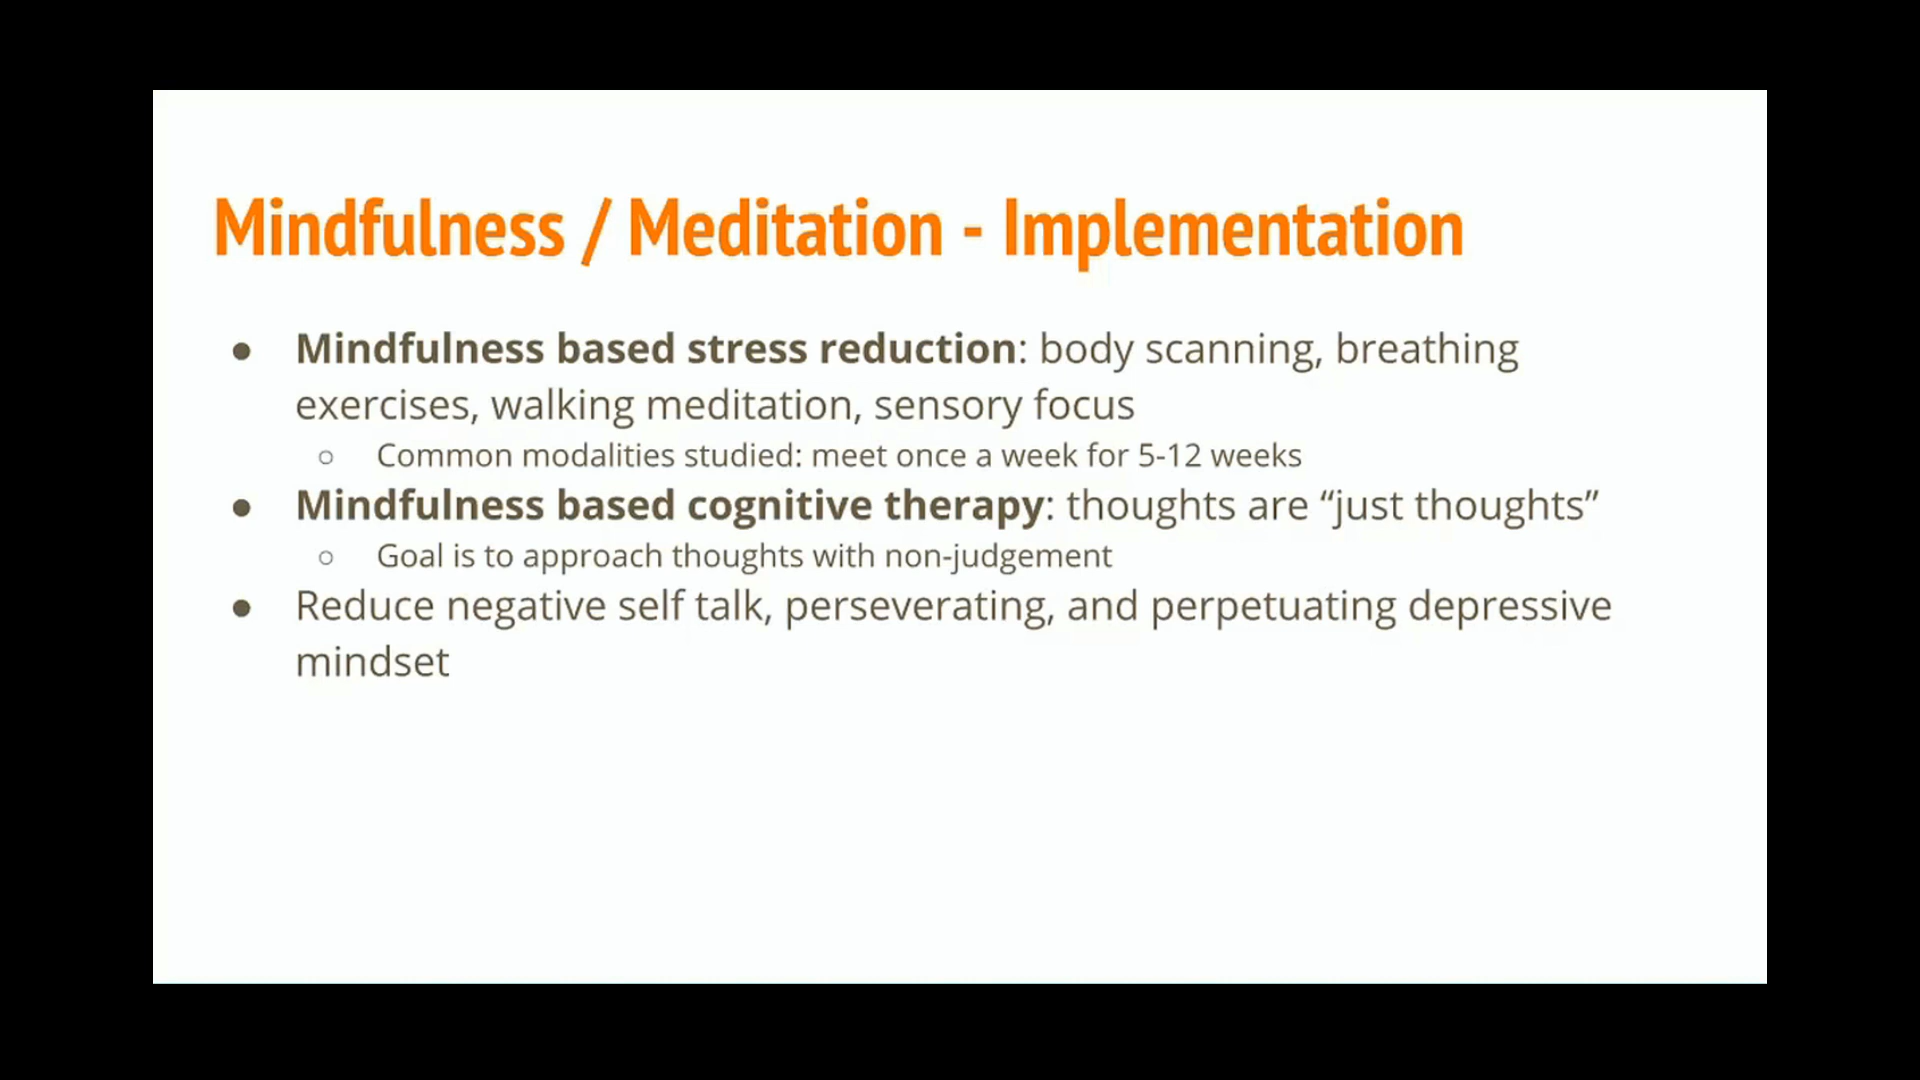 Mindfulness / Meditation - Implementation
● Mindfulness based stress reduction: body scanning, breathing
exercises, walking meditation, sensory focus
○ Common modalities studied: meet once a week for 5-12 weeks
● Mindfulness based cognitive therapy: thoughts are “just thoughts”
○ Goal is to approach thoughts with non-judgement
● Reduce negative self talk, perseverating, and perpetuating depressive
mindset